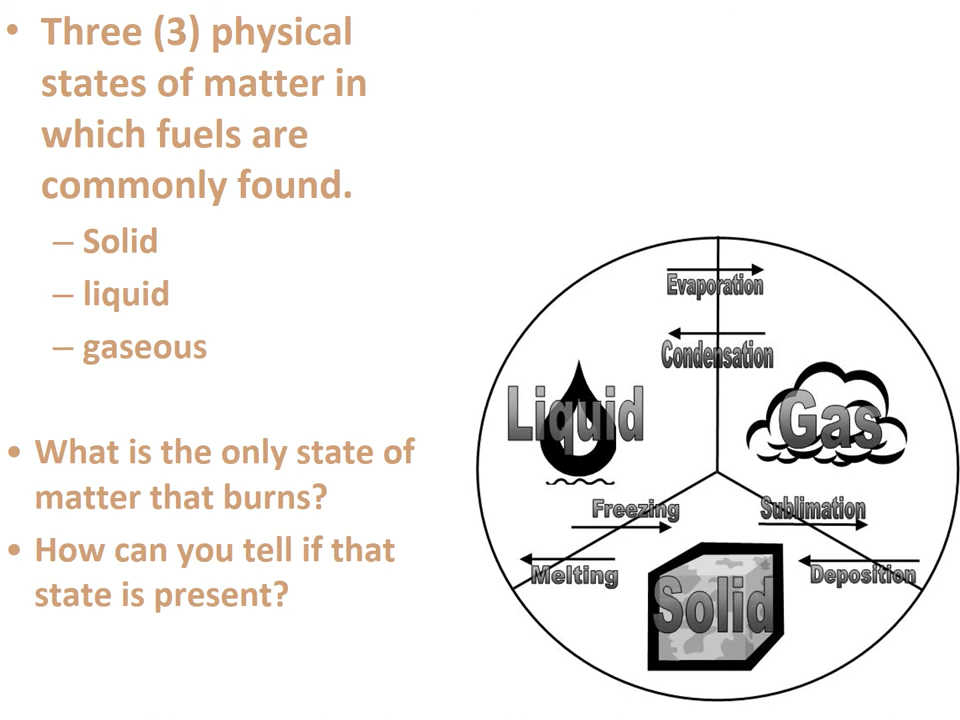 • Three (3) physical
states of matter in
which fuels are
commonly found.
– Solid
– liquid
– gaseous
• What is the only state of
matter that burns?
• How can you tell if that
state is present?
Evaporation
Condensation
Liquid
Gas
Freezing
Sublimation
Melting
Deposition
Solid